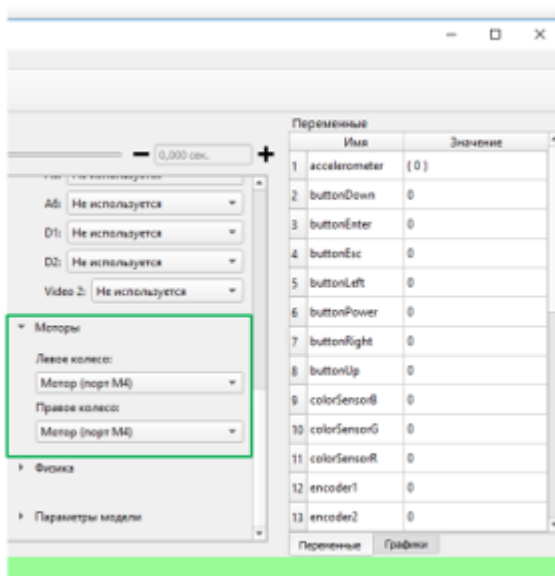 Переменные
Имя Значение
0,000 сек.
1 accelerometer (0)
2 buttonDown 0
3 buttonEnter 0
4 buttonEsc 0
5 buttonLeft 0
6 buttonPower 0
7 buttonRight 0
8 buttonUp 0
9 colorSensorB 0
10 colorSensorG 0
11 colorSensorR 0
12 encoder1 0
13 encoder2 0
Переменные Графики
A6: Не используется
D1: Не используется
D2: Не используется
Video 2: Не используется
Моторы
Левое колесо:
Мотор (порт M4)
Правое колесо:
Мотор (порт M4)
Физика
Параметры модели